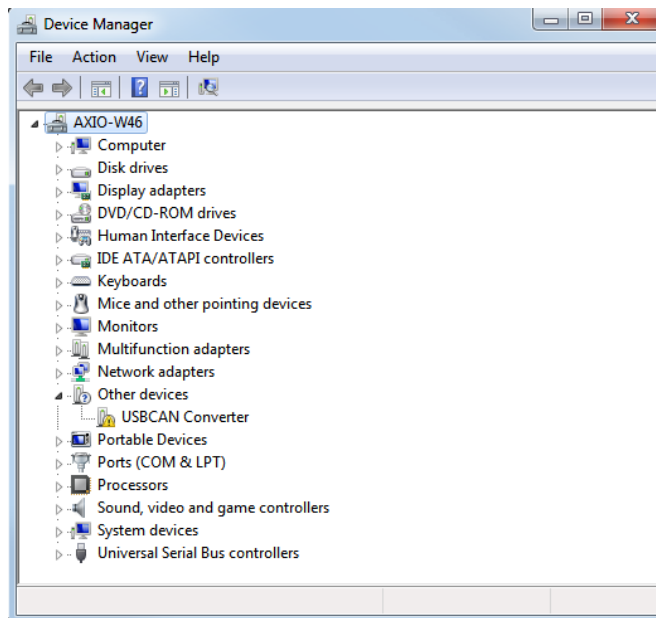 Device Manager
File Action View Help
AXIO-W46
Computer
Disk drives
Display adapters
DVD/CD-ROM drives
Human Interface Devices
IDE ATA/ATAPI controllers
Keyboards
Mice and other pointing devices
Monitors
Multifunction adapters
Network adapters
Other devices
USBCAN Converter
Portable Devices
Ports (COM & LPT)
Processors
Sound, video and game controllers
System devices
Universal Serial Bus controllers